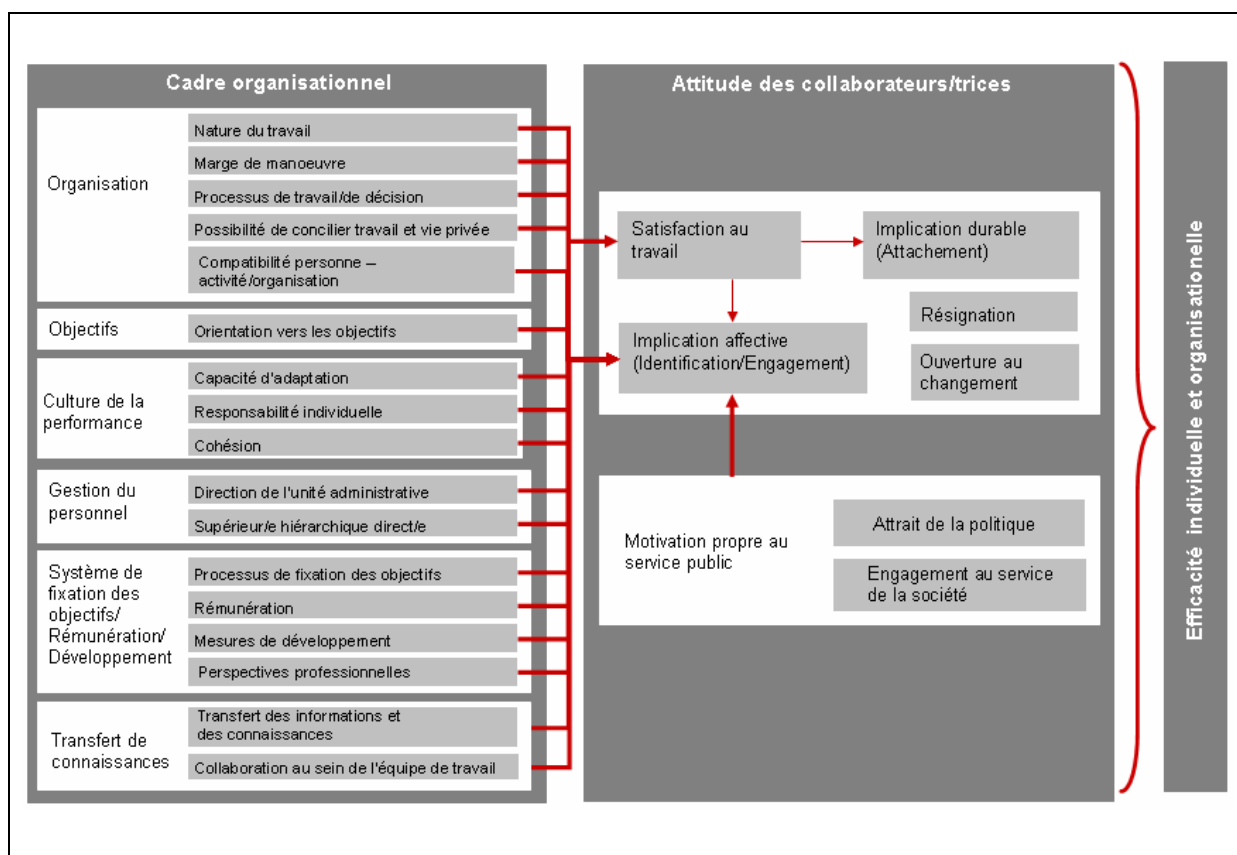 Cadre organisationnel
Organisation
Nature du travail
Marge de manoeuvre
Processus de travail/de décision
Possibilité de concilier travail et vie privée
Compatibilité personne –
activité/organisation
Objectifs
Orientation vers les objectifs
Culture de la
performance
Capacité d'adaptation
Responsabilité individuelle
Cohésion
Gestion du
personnel
Direction de l'unité administrative
Supérieur/e hiérarchique direct/e
Système de
fixation des
objectifs/
Rémunération/
Développement
Processus de fixation des objectifs
Rémunération
Mesures de développement
Perspectives professionnelles
Transfert de
connaissances
Transfert des informations et
des connaissances
Collaboration au sein de l'équipe de travail
Attitude des collaborateurs/trices
Satisfaction au
travail
Implication durable
(Attachement)
Implication affective
(Identification/Engagement)
Résignation
Ouverture au
changement
Motivation propre au
service public
Attrait de la politique
Engagement au service
de la société
Efficacité individuelle et organisationelle